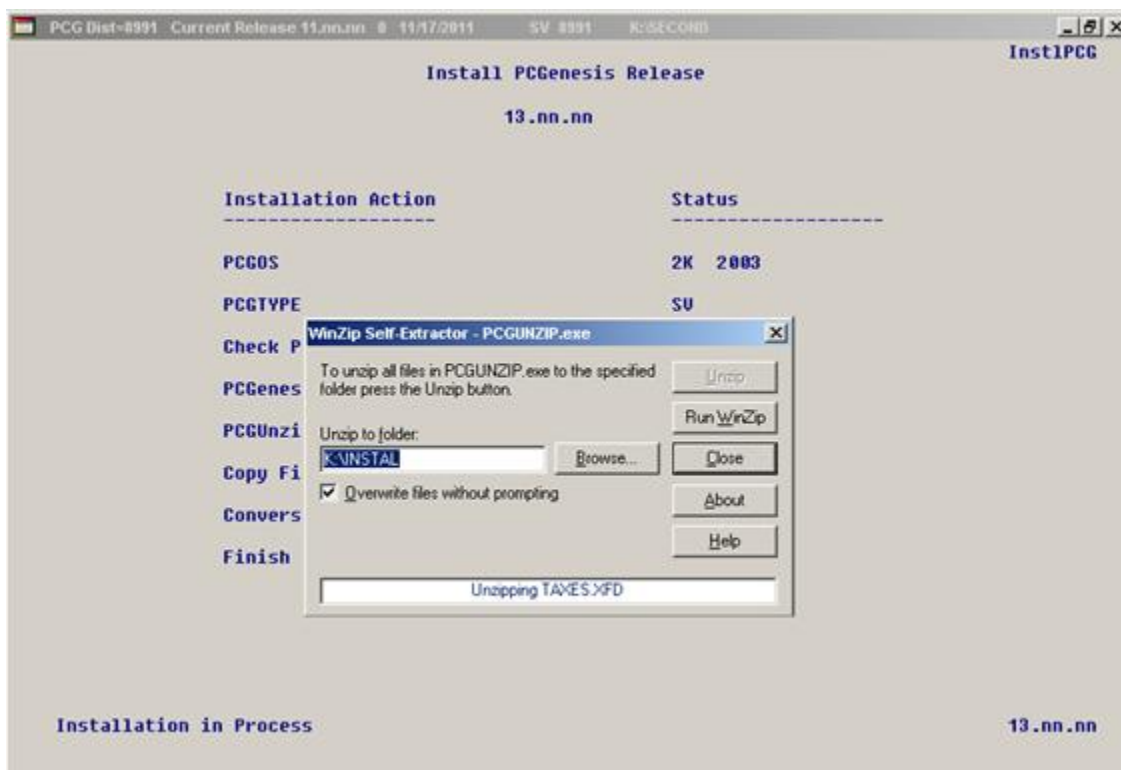 PCG Dist=8991 Current Release 11.nn.nn 0 11/17/2011 SV 8991 K:\SECOND
InstlPCG
Install PCGenesis Release
13.nn.nn
Installation Action Status
-------------------- --------------------
PCGOS 2K 2003
PCGTYPE SV
Check P
PCGenes
PCGUnzi
Copy Fi
Convers
Finish
WinZip Self-Extractor - PCGUNZIP.exe
To unzip all files in PCGUNZIP.exe to the specified
folder press the Unzip button.
Unzip to folder:
K:\INSTAL
Browse...
Overwrite files without prompting
Unzip
Run WinZip
Close
About
Help
Unzipping TAXES.XFD
Installation in Process 13.nn.nn